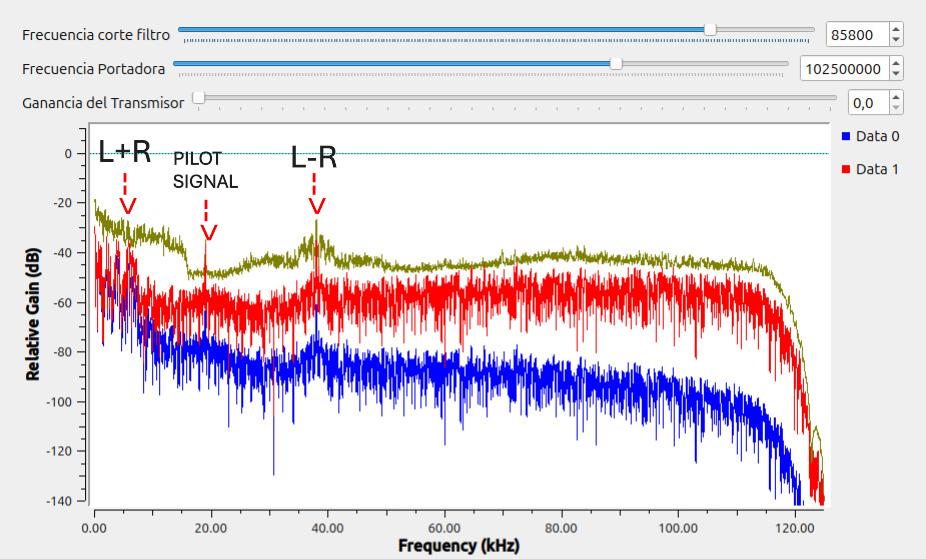 Frecuencia corte filtro 85800
Frecuencia Portadora 102500000
Ganancia del Transmisor 0,0
Data 0
Data 1
L+R
PILOT
SIGNAL
L-R
Relative Gain (dB)
0
-20
-40
-60
-80
-100
-120
-140
0.00 20.00 40.00 60.00 80.00 100.00 120.00
Frequency (kHz)